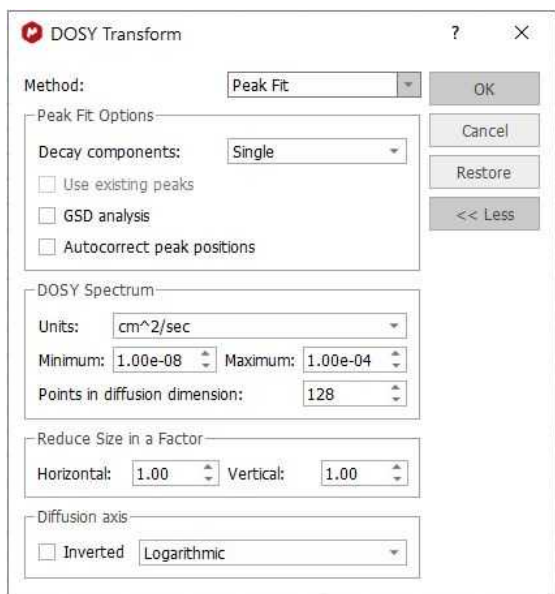 DOSY Transform
?
Method:
Peak Fit
OK
Peak Fit Options
Cancel
Decay components:
Single
Restore
Use existing peaks
GSD analysis
<< Less
Autocorrect peak positions
DOSY Spectrum
Units:
cm^2/sec
Minimum: 1.00e-08 Maximum: 1.00e-04
Points in diffusion dimension: 128
Reduce Size in a Factor
Horizontal: 1.00 Vertical: 1.00
Diffusion axis
Inverted Logarithmic